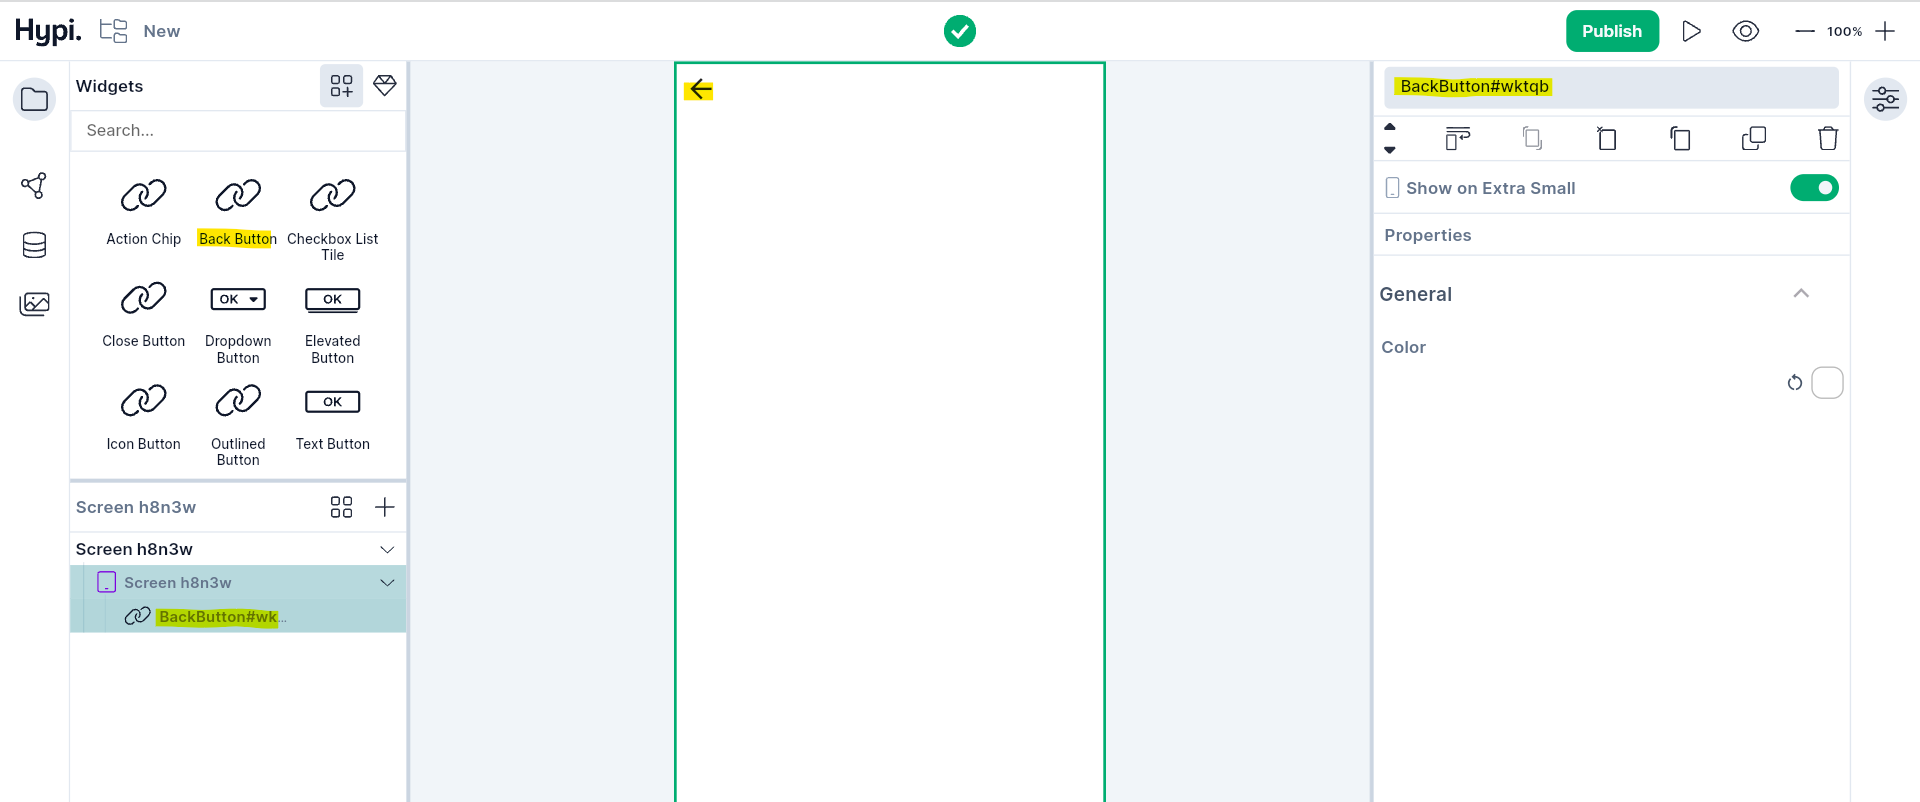 Hypi.
New
Publish
100%
Widgets
Search...
Action Chip
Back Button
Checkbox List
Tile
Close Button
Dropdown
Button
OK
Elevated
Button
OK
Icon Button
Outlined
Button
Text Button
OK
Screen h8n3w
Screen h8n3w
Screen h8n3w
BackButton#wk...
BackButton#wktqb
Show on Extra Small
Properties
General
Color